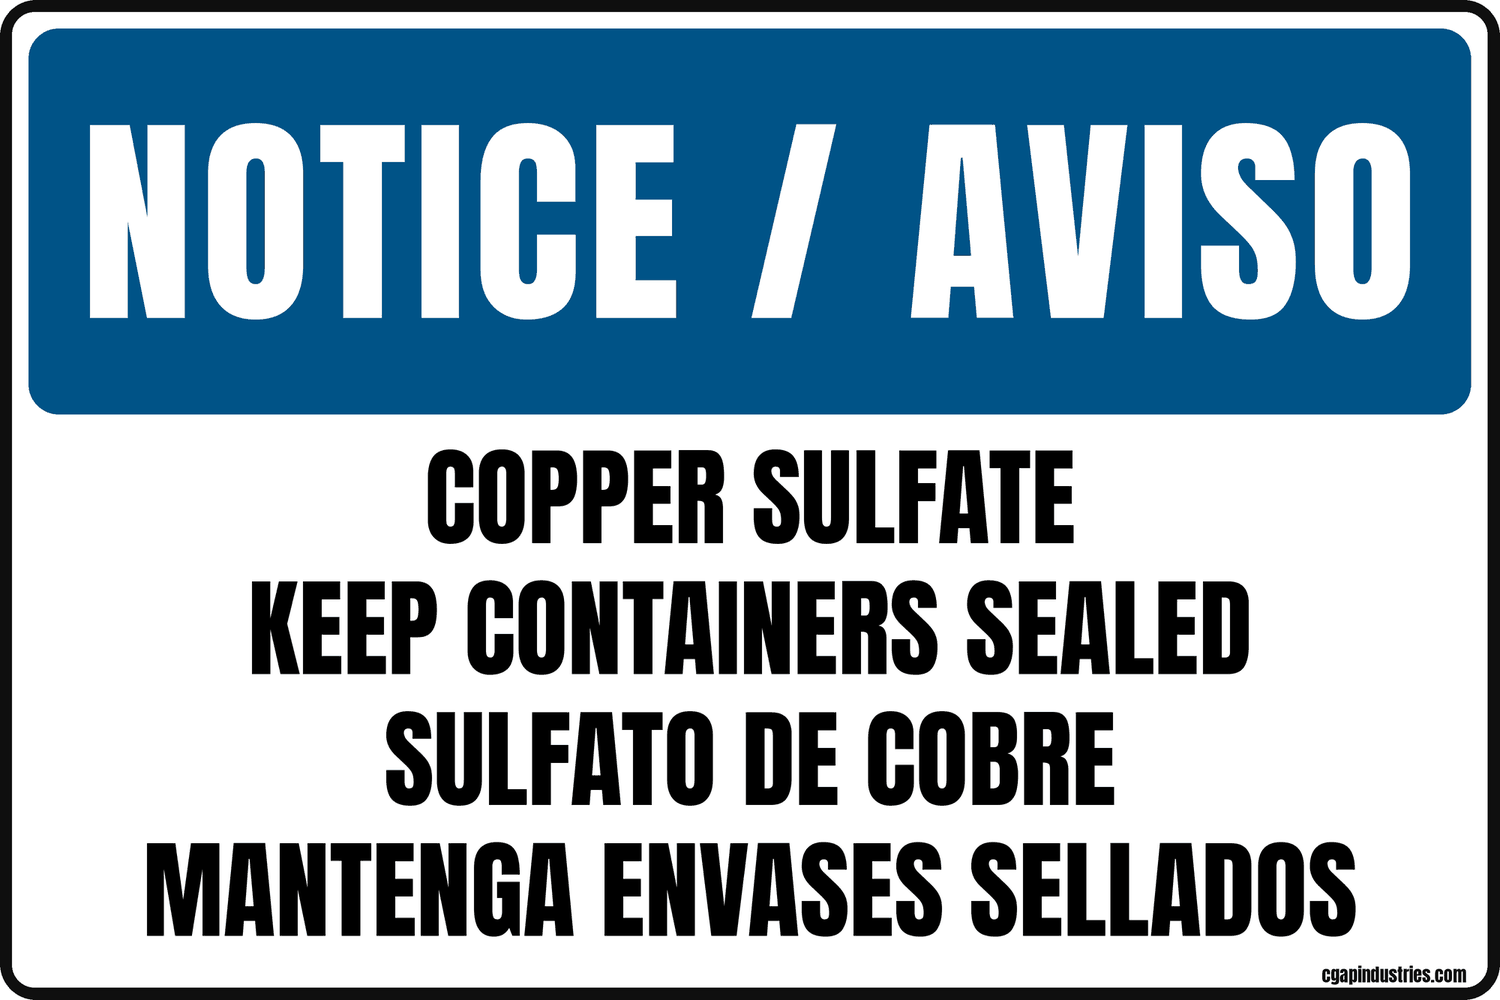 NOTICE / AVISO
COPPER SULFATE
KEEP CONTAINERS SEALED
SULFATO DE COBRE
MANTENGA ENVASES SELLADOS
cgapindustries.com